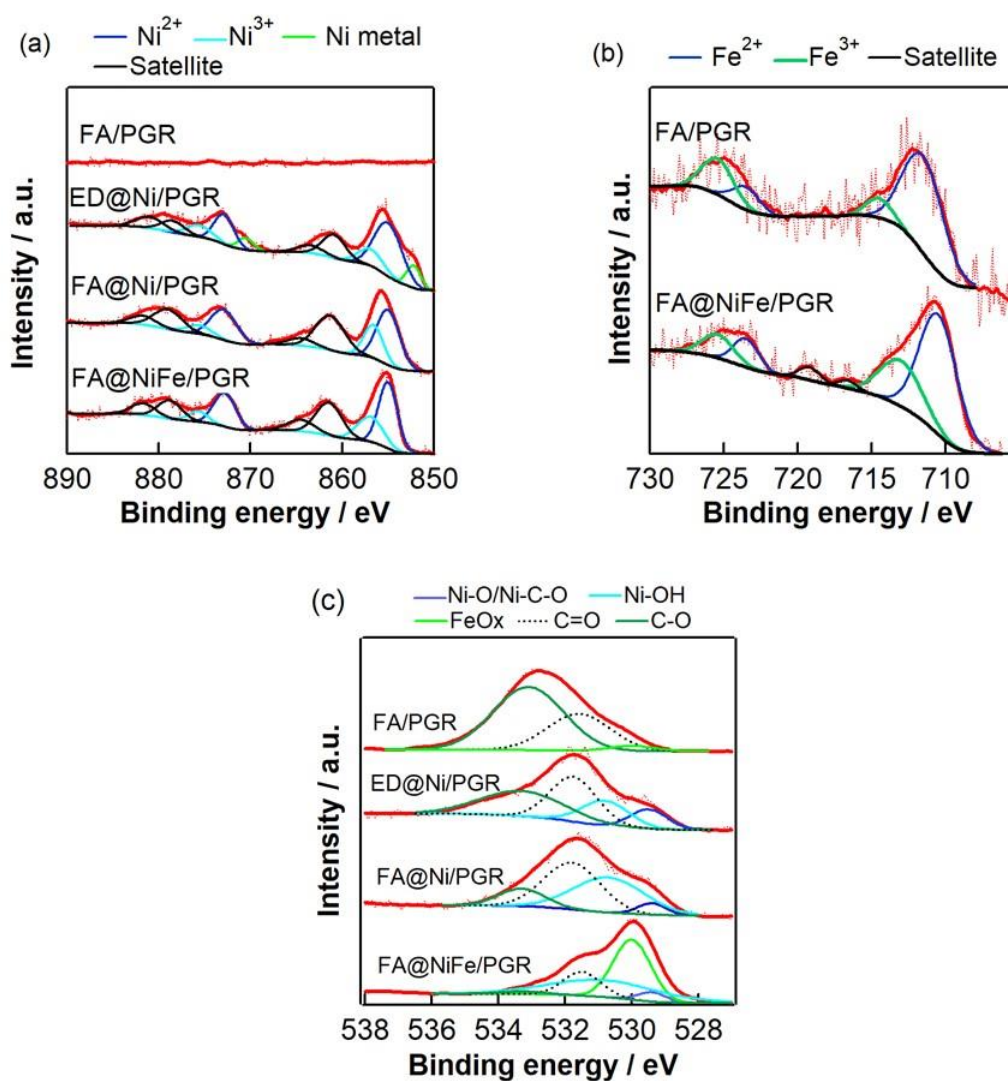 (a)
Ni2+ Ni3+ Ni metal
Satellite
FA/PGR
ED@Ni/PGR
FA@Ni/PGR
FA@NiFe/PGR
Intensity / a.u.
890 880 870 860 850
Binding energy / eV
(b)
Fe2+ Fe3+ Satellite
FA/PGR
FA@NiFe/PGR
Intensity / a.u.
730 725 720 715 710
Binding energy / eV
(c)
Ni-O/Ni-C-O Ni-OH
FeOx C=O C-O
FA/PGR
ED@Ni/PGR
FA@Ni/PGR
FA@NiFe/PGR
Intensity / a.u.
538 536 534 532 530 528
Binding energy / eV